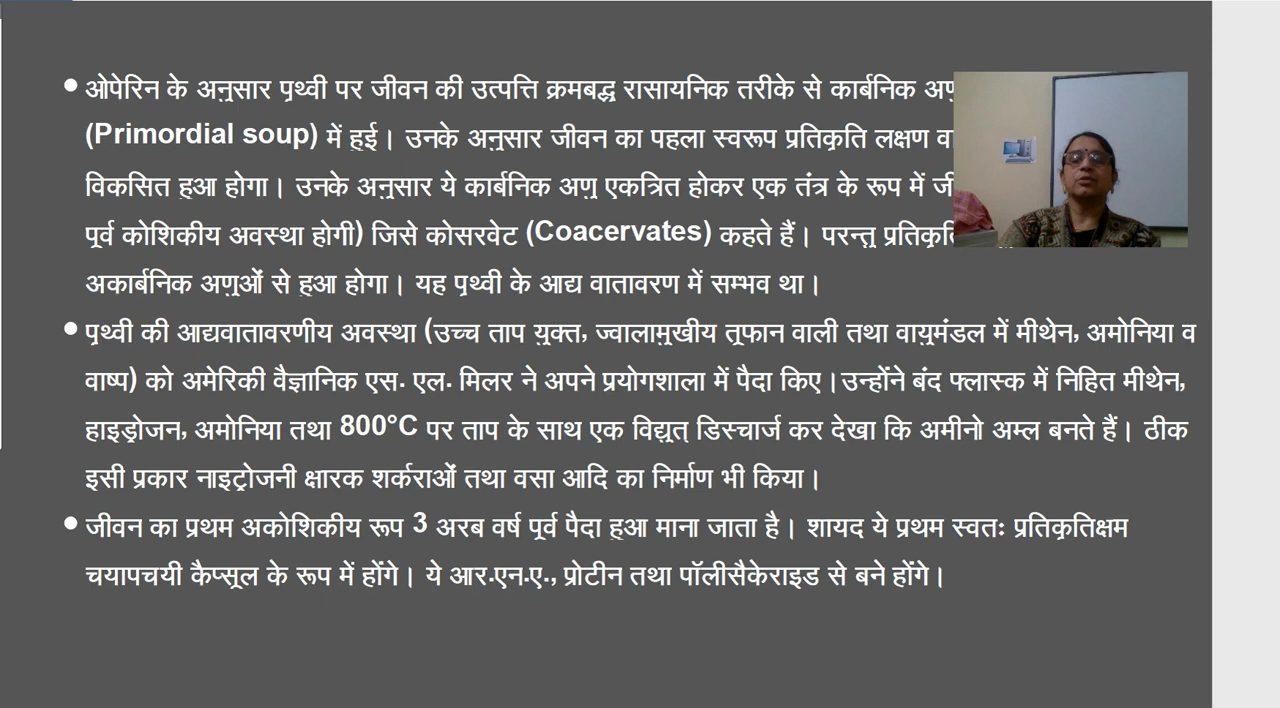 ओपेरिन के अनुसार पृथ्वी पर जीवन की उत्पत्ति क्रमबद्ध रासायनिक तरीके से कार्बनिक
(Primordial soup) में हुई। उनके अनुसार जीवन का पहला स्वरूप प्रतिकृति लक्षण
विकसित हुआ होगा। उनके अनुसार ये कार्बनिक अणु एकत्रित होकर एक तंत्र के रूप में
पूर्व कोशिकीय अवस्था होगी) जिसे कोसरवेट (Coacervates) कहते हैं। परन्तु
अकार्बनिक अणुओं से हुआ होगा। यह पृथ्वी के आद्य वातावरण में सम्भव था।
पृथ्वी की आद्यवातावरणीय अवस्था (उच्च ताप युक्त, ज्वालामुखीय तूफान वाली तथा वायुमंडल में मीथेन, अमोनिया व
वाष्प) को अमेरिकी वैज्ञानिक एस. एल. मिलर ने अपने प्रयोगशाला में पैदा किए।उन्होंने बंद फ्लास्क में निहित मीथेन,
हाइड्रोजन, अमोनिया तथा 800°C पर ताप के साथ एक विद्युत् डिस्चार्ज कर देखा कि अमीनो अम्ल बनते हैं। ठीक
इसी प्रकार नाइट्रोजनी क्षारक शर्कराओं तथा वसा आदि का निर्माण भी किया।
जीवन का प्रथम अकोशिकीय रूप 3 अरब वर्ष पूर्व पैदा हुआ माना जाता है। शायद ये प्रथम स्वतः प्रतिकृतिक्षम
चयापचयी कैप्सूल के रूप में होंगे। ये आर.एन.ए., प्रोटीन तथा पॉलीसैकेराइड से बने होंगे।